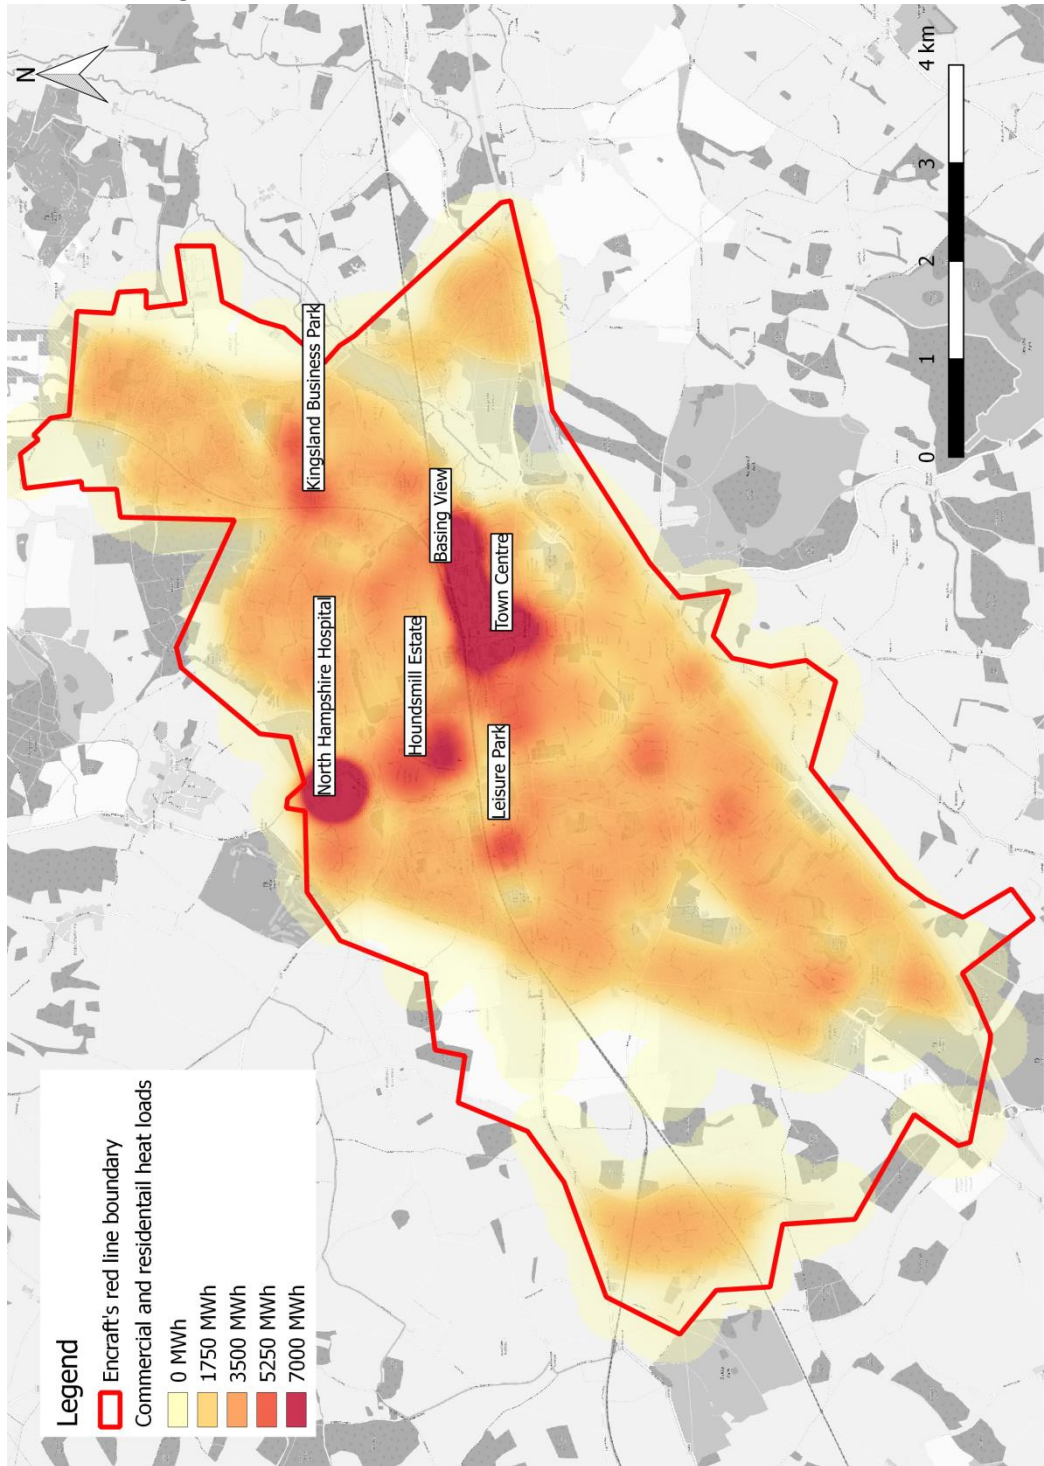 N
Kingsland Business Park
North Hampshire Hospital
Basing View
Houndsmill Estate
Town Centre
Leisure Park
Legend
Encraft's red line boundary
Commercial and residentail heat loads
0 MWh
1750 MWh
3500 MWh
5250 MWh
7000 MWh
0 1 2 3 4 km